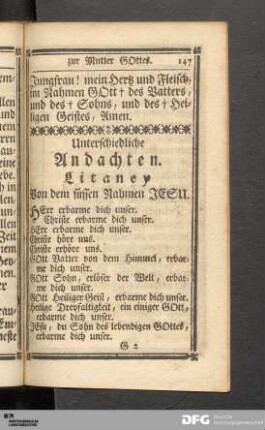 zur Mutter GOttes. 147
Jungfrau! mein Hertz und Fleisch,
im Nahmen GOtt † des Vatters,
und des † Sohns, und des † Hei-
ligen Geistes, Amen.
Unterschiedliche
Andachten.
Litaney
Von dem süssen Nahmen JESU.
HErr erbarme dich unser.
Christe erbarme dich unser.
HErr erbarme dich unser.
Christe höre uns.
Christe erhöre uns.
GOtt Vatter von dem Himmel, erbar-
me dich unser.
GOtt Sohn, erlöser der Welt, erbar-
me dich unser.
GOtt Heiliger Geist, erbarme dich unser.
Heilige Dreyfaltigkeit, ein einiger GOtt,
erbarme dich unser.
JEsu, du Sohn des lebendigen GOttes,
erbarme dich unser.
G 2
DFG